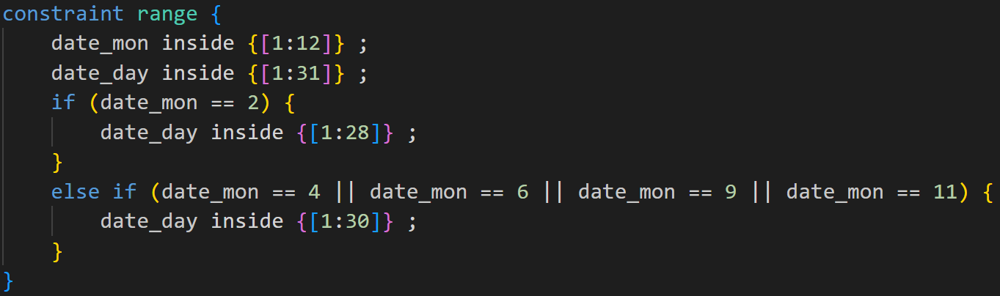 constraint range {
    date_mon inside {[1:12]} ;
    date_day inside {[1:31]} ;
    if (date_mon == 2) {
        date_day inside {[1:28]} ;
    }
    else if (date_mon == 4 || date_mon == 6 || date_mon == 9 || date_mon == 11) {
        date_day inside {[1:30]} ;
    }
}